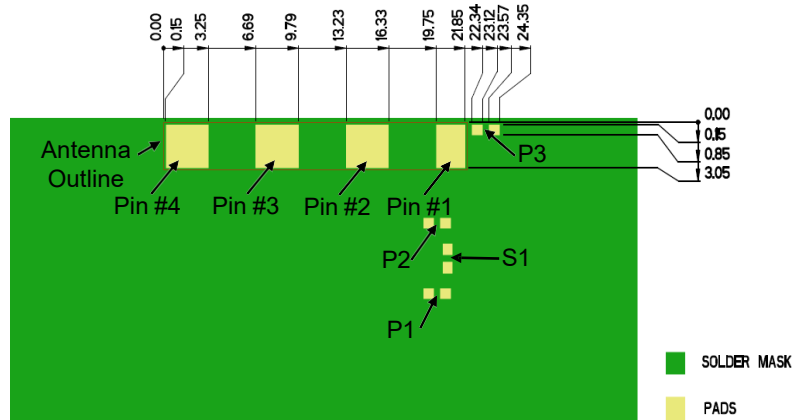 0.00 0.15 3.25 6.69 9.79 13.23 16.33 19.75 21.85 22.34 23.12 23.57 24.35
0.00
0.15
0.85
3.05
Antenna
Outline
P3
Pin #4 Pin #3 Pin #2 Pin #1
P2
S1
P1
SOLDER MASK
PADS